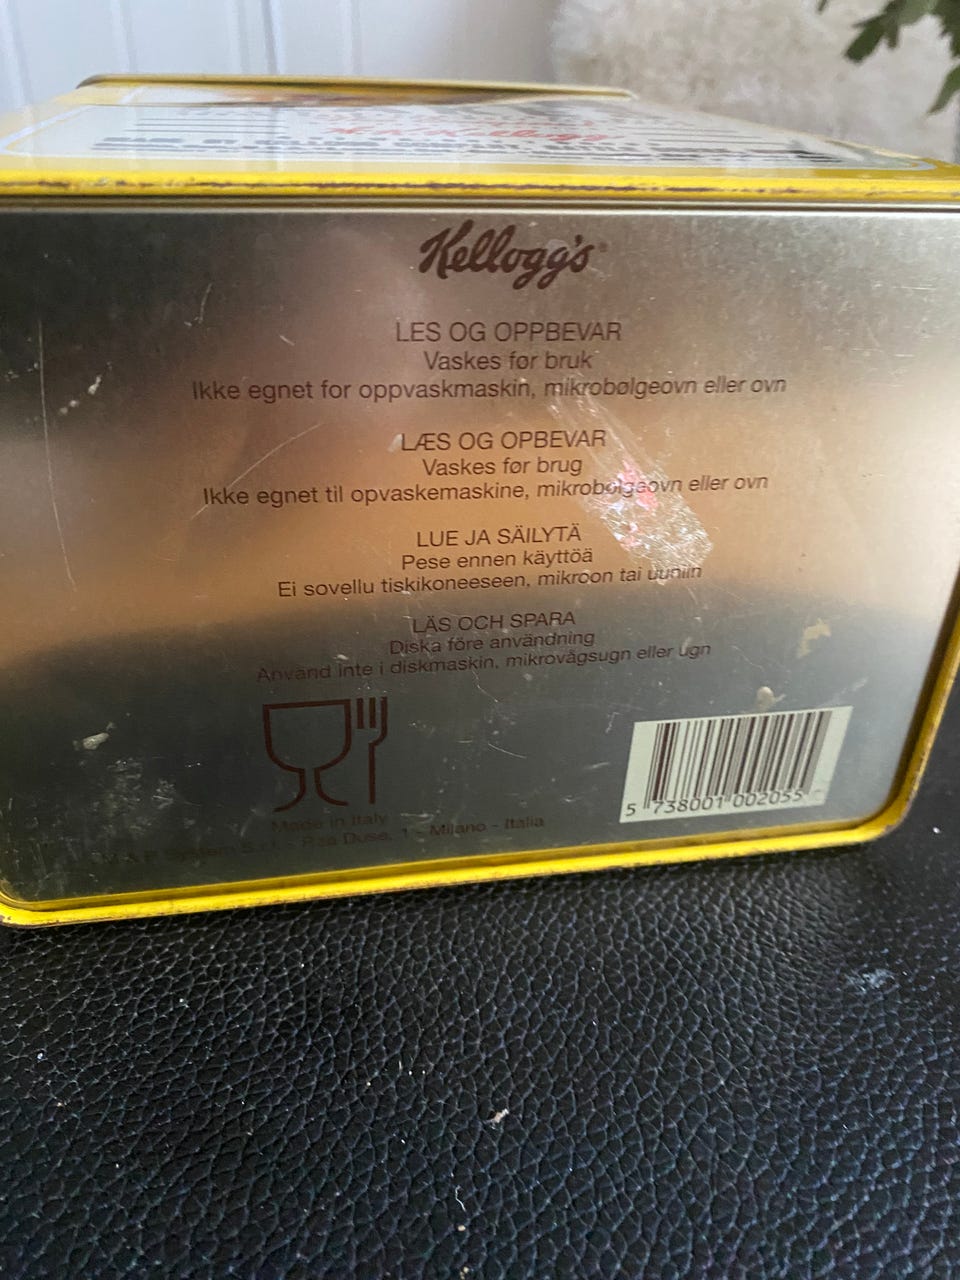 Kellogg's
LES OG OPPBEVAR
Vaskes før bruk
Ikke egnet for oppvaskmaskin, mikrobølgeovn eller ovn
LÆS OG OPBEVAR
Vaskes før brug
Ikke egnet til opvaskemaskine, mikrobølgeovn eller ovn
LUE JA SÄILYTÄ
Pese ennen käyttöä
Ei sovellu tiskikoneeseen, mikroon tai uuniin
LÄS OCH SPARA
Diska före användning
Använd inte i diskmaskin, mikrovågsugn eller ugn
Made in Italy
System S.r.l. - Duse, 1 - Milano - Italia
5 738001 002055